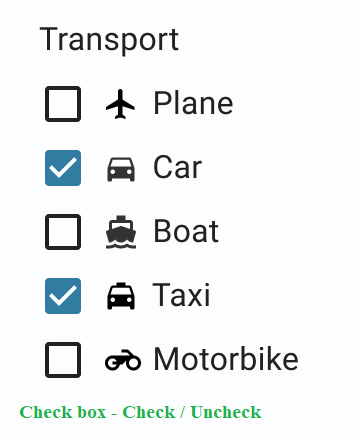 Transport
Plane
Car
Boat
Taxi
Motorbike
Check box - Check / Uncheck